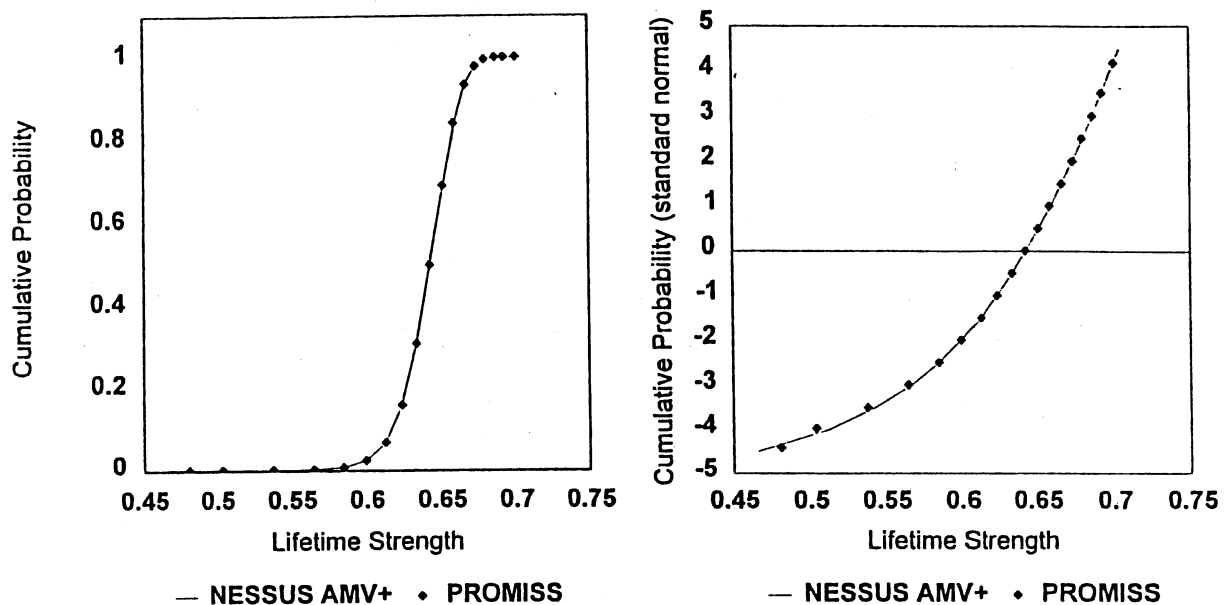 Cumulative Probability
1
0.8
0.6
0.4
0.2
0
0.45 0.5 0.55 0.6 0.65 0.7 0.75
Lifetime Strength
— NESSUS AMV+ ◆ PROMISS
Cumulative Probability (standard normal)
5
4
3
2
1
0
-1
-2
-3
-4
-5
0.45 0.5 0.55 0.6 0.65 0.7 0.75
Lifetime Strength
— NESSUS AMV+ ◆ PROMISS